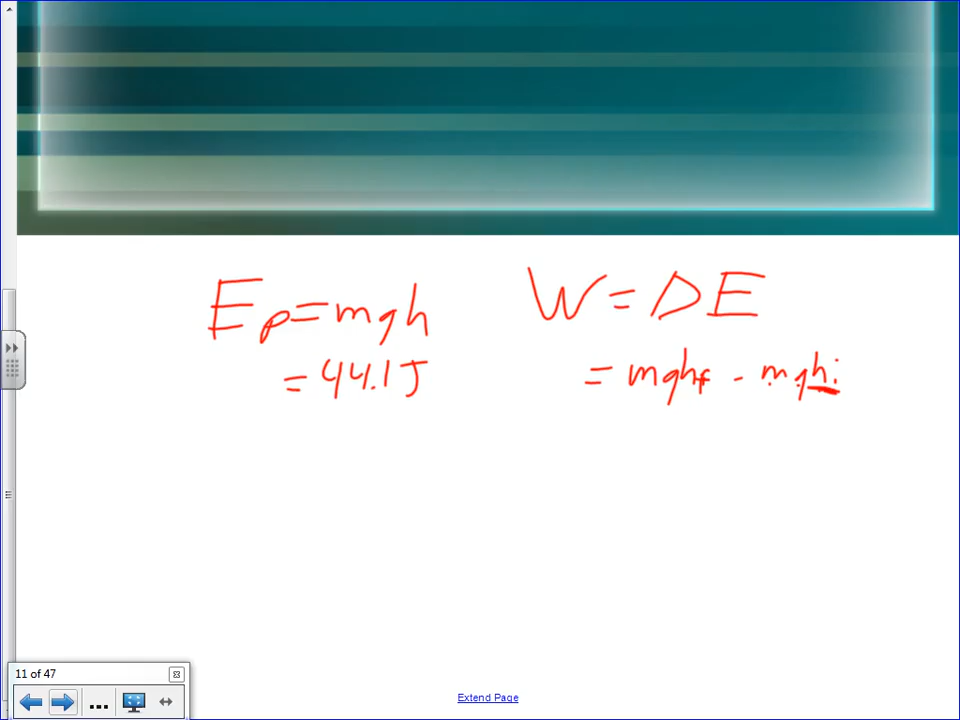 Ep=mgh
=44.1J
W=ΔE
=mghf - mghi
11 of 47
...
Extend Page